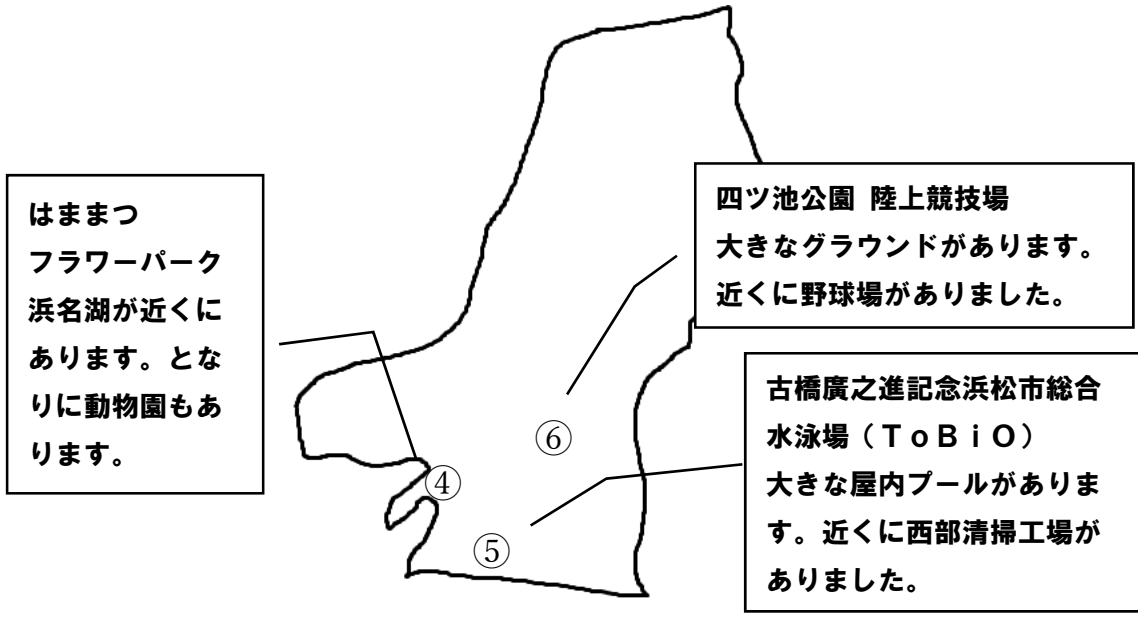 はままつ
フラワーパーク
浜名湖が近くに
あります。とな
りに動物園もあ
ります。
四ツ池公園 陸上競技場
大きなグラウンドがあります。
近くに野球場がありました。
古橋廣之進記念浜松市総合
水泳場（ＴｏＢｉＯ）
大きな屋内プールがありま
す。近くに西部清掃工場が
ありました。
⑥
④
⑤